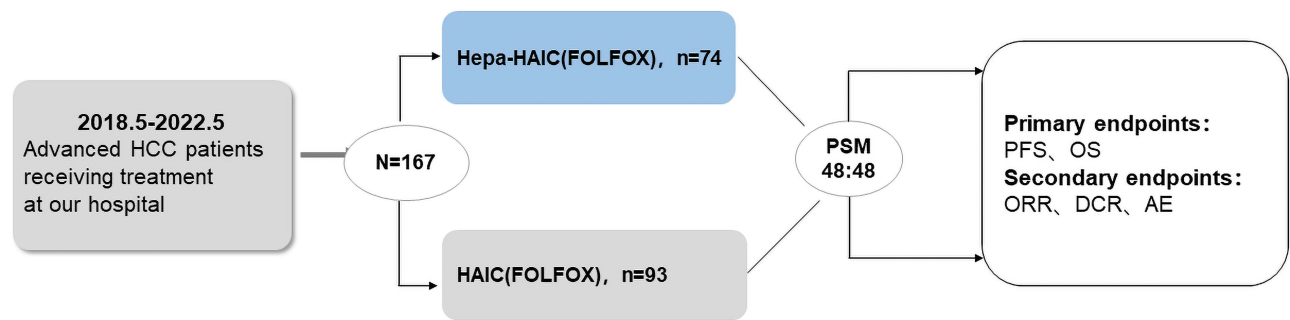 2018.5-2022.5
Advanced HCC patients
receiving treatment
at our hospital
N=167
Hepa-HAIC(FOLFOX)，n=74
HAIC(FOLFOX)，n=93
PSM
48:48
Primary endpoints：
PFS、OS
Secondary endpoints：
ORR、DCR、AE